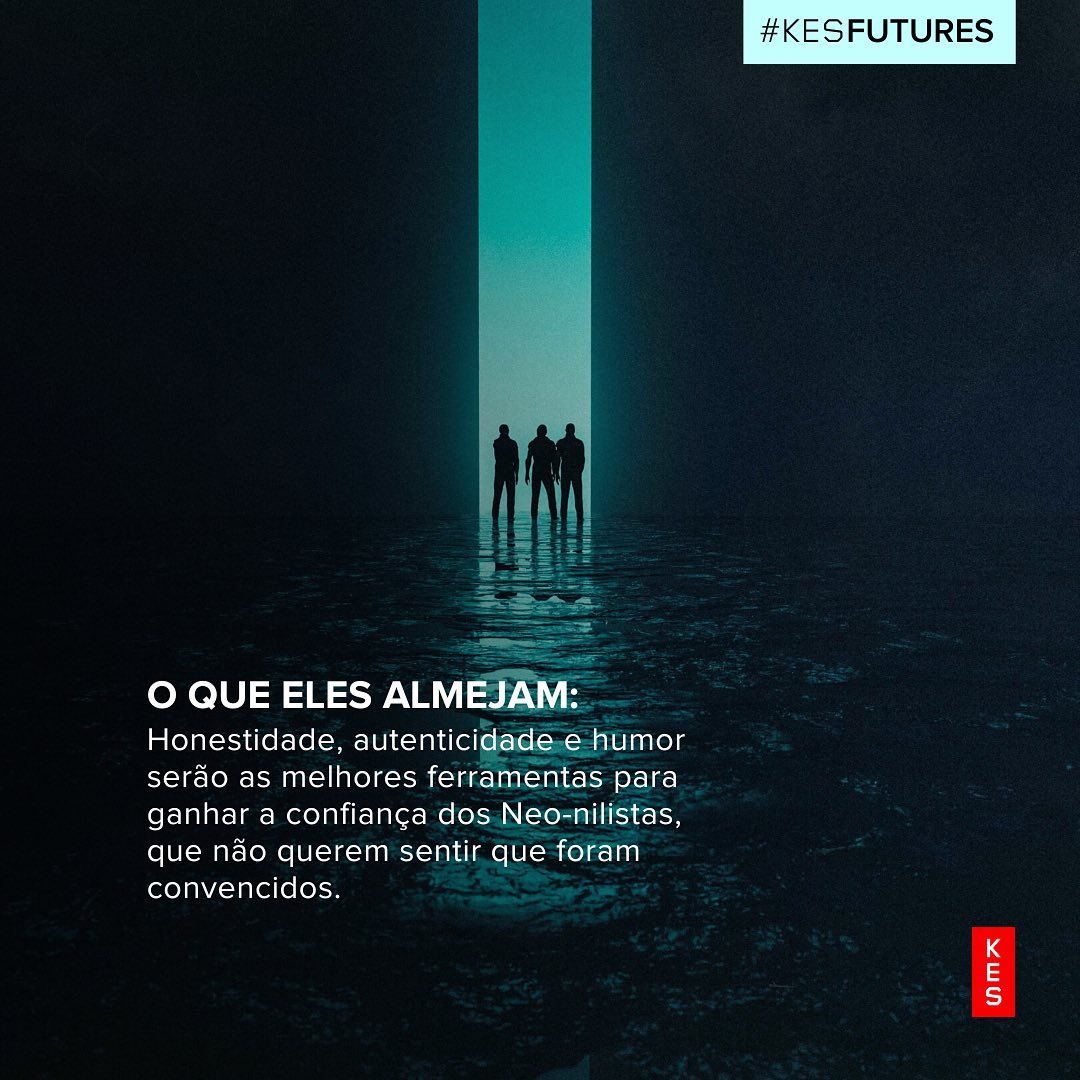 #KESFUTURES
O QUE ELES ALMEJAM:
Honestidade, autenticidade e humor
serão as melhores ferramentas para
ganhar a confiança dos Neo-nilistas,
que não querem sentir que foram
convencidos.
K
E
S